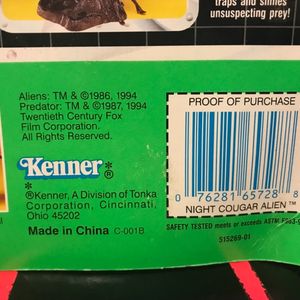 traps and slimes
unsuspecting prey!
Aliens: TM & ©1986, 1994
Predator: TM & ©1987, 1994
Twentieth Century Fox
Film Corporation.
All Rights Reserved.
PROOF OF PURCHASE
Kenner®
0 76281 65728 8
NIGHT COUGAR ALIEN™
®Kenner, A Division of Tonka
Corporation, Cincinnati,
Ohio 45202
Made in China C-001B
SAFETY TESTED meets or exceeds ASTM
515269-01